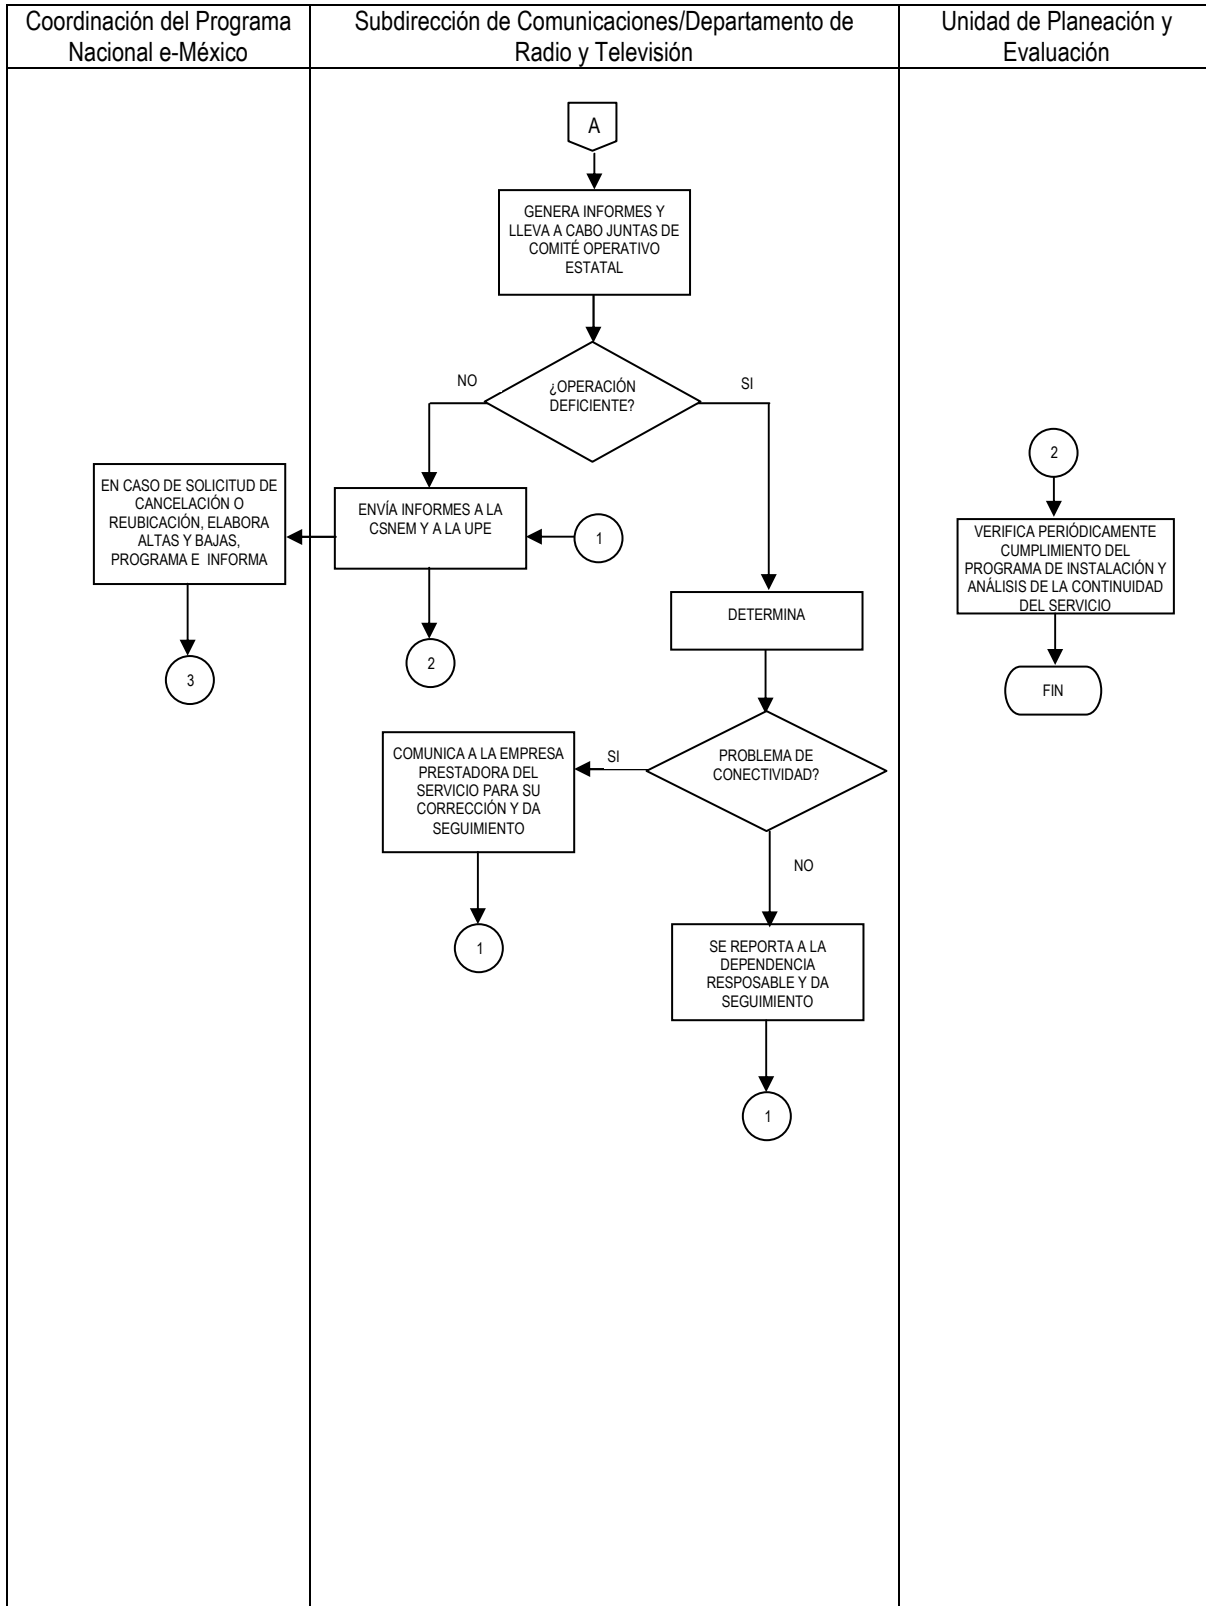 Coordinación del Programa
Nacional e-México
Subdirección de Comunicaciones/Departamento de
Radio y Televisión
Unidad de Planeación y
Evaluación
A
GENERA INFORMES Y
LLEVA A CABO JUNTAS DE
COMITÉ OPERATIVO
ESTATAL
NO
¿OPERACIÓN
DEFICIENTE?
SI
EN CASO DE SOLICITUD DE
CANCELACIÓN O
REUBICACIÓN, ELABORA
ALTAS Y BAJAS,
PROGRAMA E INFORMA
3
ENVÍA INFORMES A LA
CSNEM Y A LA UPE
1
2
DETERMINA
PROBLEMA DE
CONECTIVIDAD?
SI
COMUNICA A LA EMPRESA
PRESTADORA DEL
SERVICIO PARA SU
CORRECCIÓN Y DA
SEGUIMIENTO
1
NO
SE REPORTA A LA
DEPENDENCIA
RESPOSABLE Y DA
SEGUIMIENTO
1
2
VERIFICA PERIÓDICAMENTE
CUMPLIMIENTO DEL
PROGRAMA DE INSTALACIÓN Y
ANÁLISIS DE LA CONTINUIDAD
DEL SERVICIO
FIN